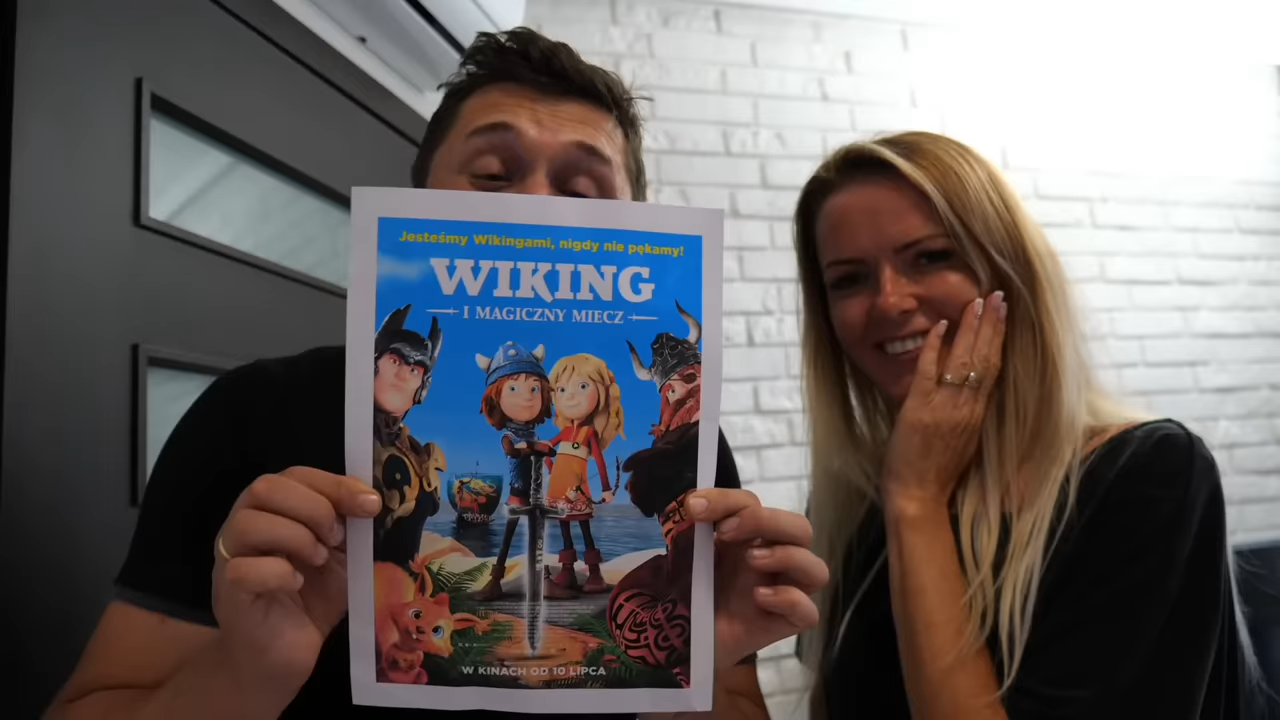 Jesteśmy Wikingami, nigdy nie pękamy!
WIKING
I MAGICZNY MIECZ
W KINACH OD 10 LIPCA